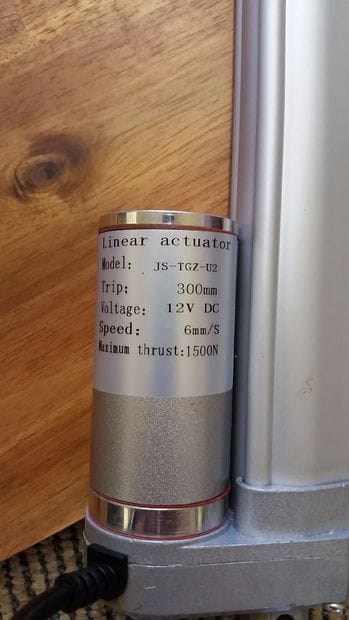 Linear actuator
Model: JS-TGZ-U2
Trip: 300mm
Voltage: 12V DC
Speed: 6mm/S
Maximum thrust:1500N